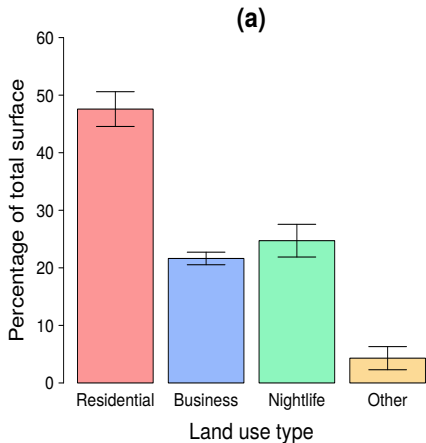 (a)
Percentage of total surface
60
50
40
30
20
10
0
Residential Business Nightlife Other
Land use type